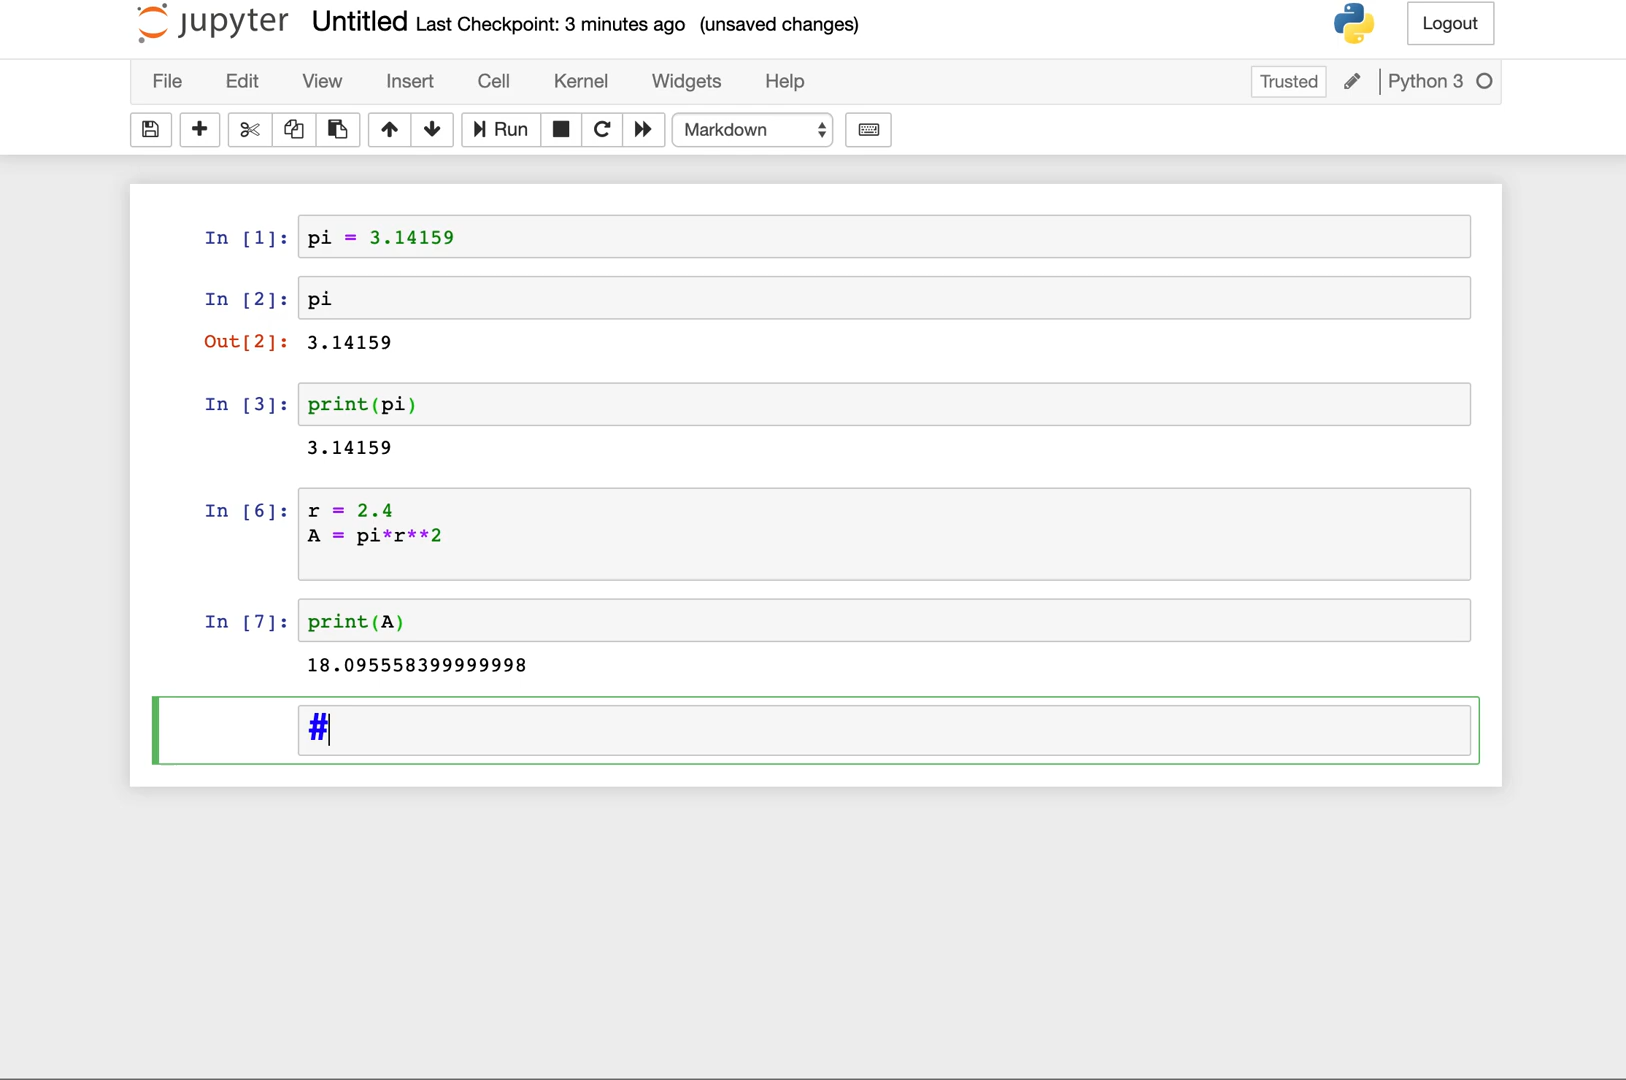 jupyter Untitled Last Checkpoint: 3 minutes ago (unsaved changes) Logout
File Edit View Insert Cell Kernel Widgets Help Trusted Python 3
Run Markdown
In [1]: pi = 3.14159
In [2]: pi
Out[2]: 3.14159
In [3]: print(pi)
3.14159
In [6]: r = 2.4
A = pi*r**2
In [7]: print(A)
18.095558399999998
#